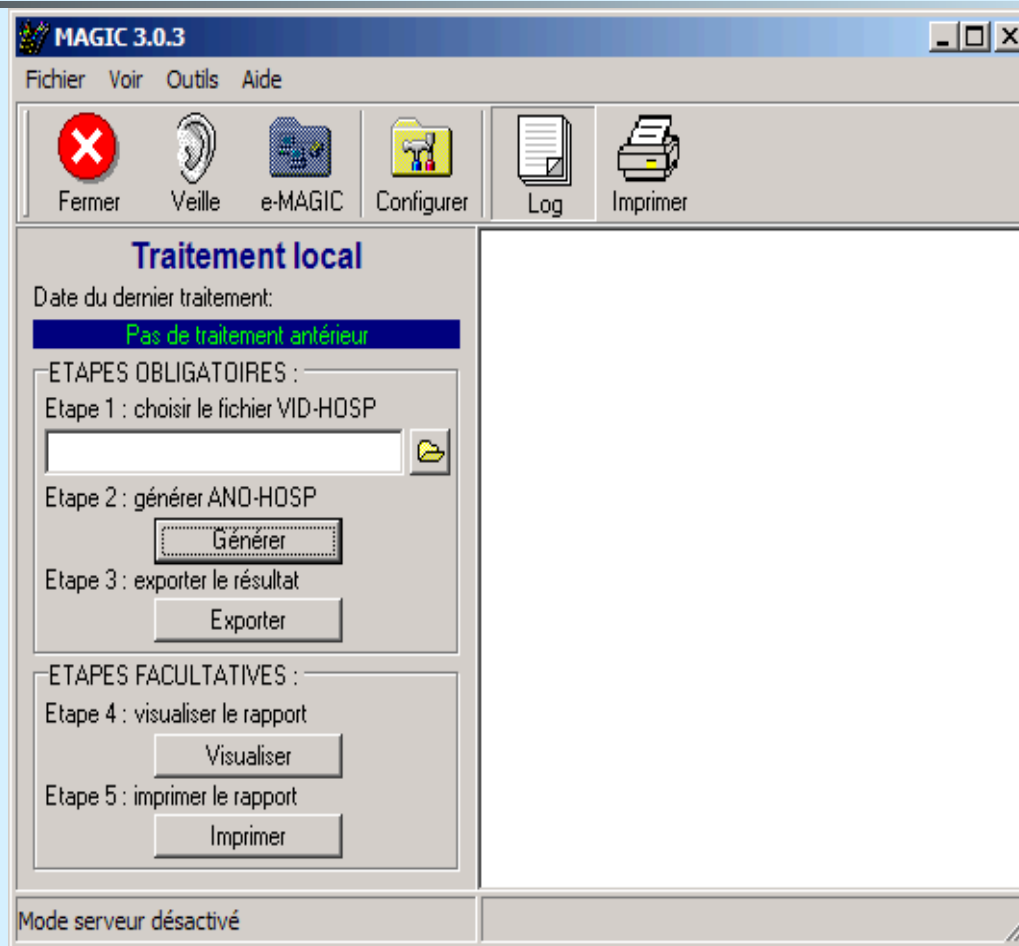 MAGIC 3.0.3
Fichier Voir Outils Aide
Fermer Veille e-MAGIC Configurer Log Imprimer
Traitement local
Date du dernier traitement:
Pas de traitement antérieur
ETAPES OBLIGATOIRES :
Etape 1 : choisir le fichier VID-HOSP
Etape 2 : générer ANO-HOSP
Générer
Etape 3 : exporter le résultat
Exporter
ETAPES FACULTATIVES :
Etape 4 : visualiser le rapport
Visualiser
Etape 5 : imprimer le rapport
Imprimer
Mode serveur désactivé